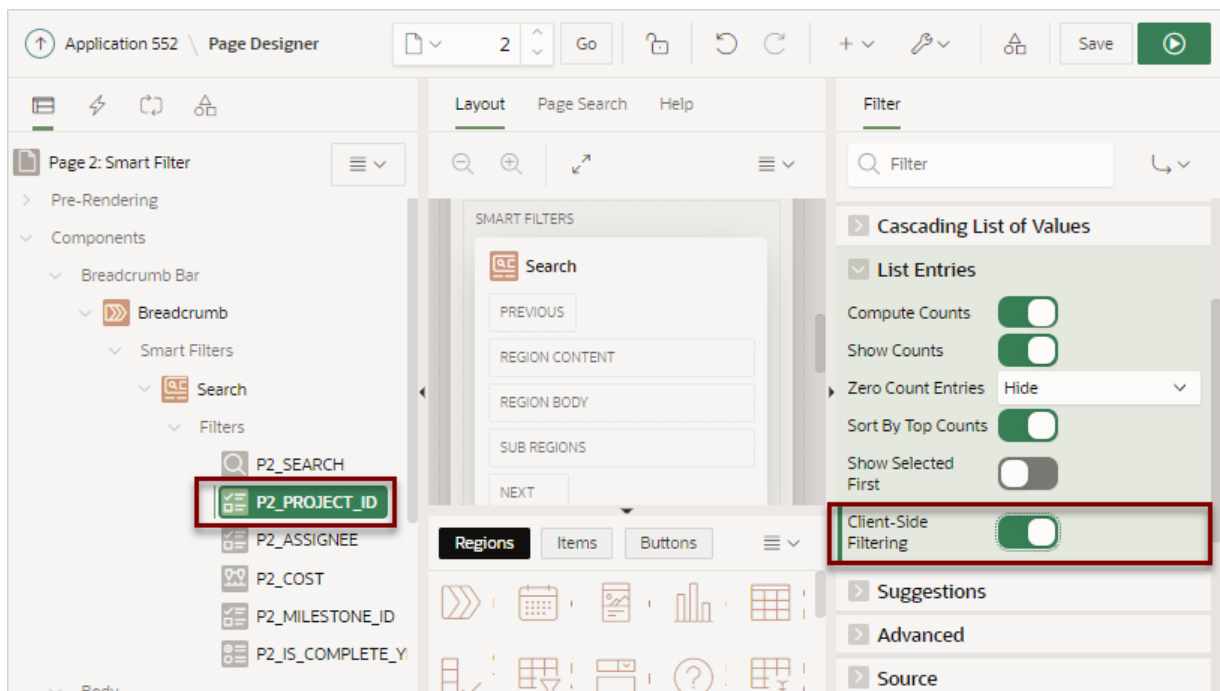 Application 552 \ Page Designer
2
Go
Save
Layout
Page Search
Help
Filter
Page 2: Smart Filter
Filter
Pre-Rendering
Components
Breadcrumb Bar
Breadcrumb
Smart Filters
Search
Filters
P2_SEARCH
P2_PROJECT_ID
P2_ASSIGNEE
P2_COST
P2_MILESTONE_ID
P2_IS_COMPLETE_Y
Body
SMART FILTERS
Search
PREVIOUS
REGION CONTENT
REGION BODY
SUB REGIONS
NEXT
Regions
Items
Buttons
Cascading List of Values
List Entries
Compute Counts
Show Counts
Zero Count Entries Hide
Sort By Top Counts
Show Selected
First
Client-Side
Filtering
Suggestions
Advanced
Source